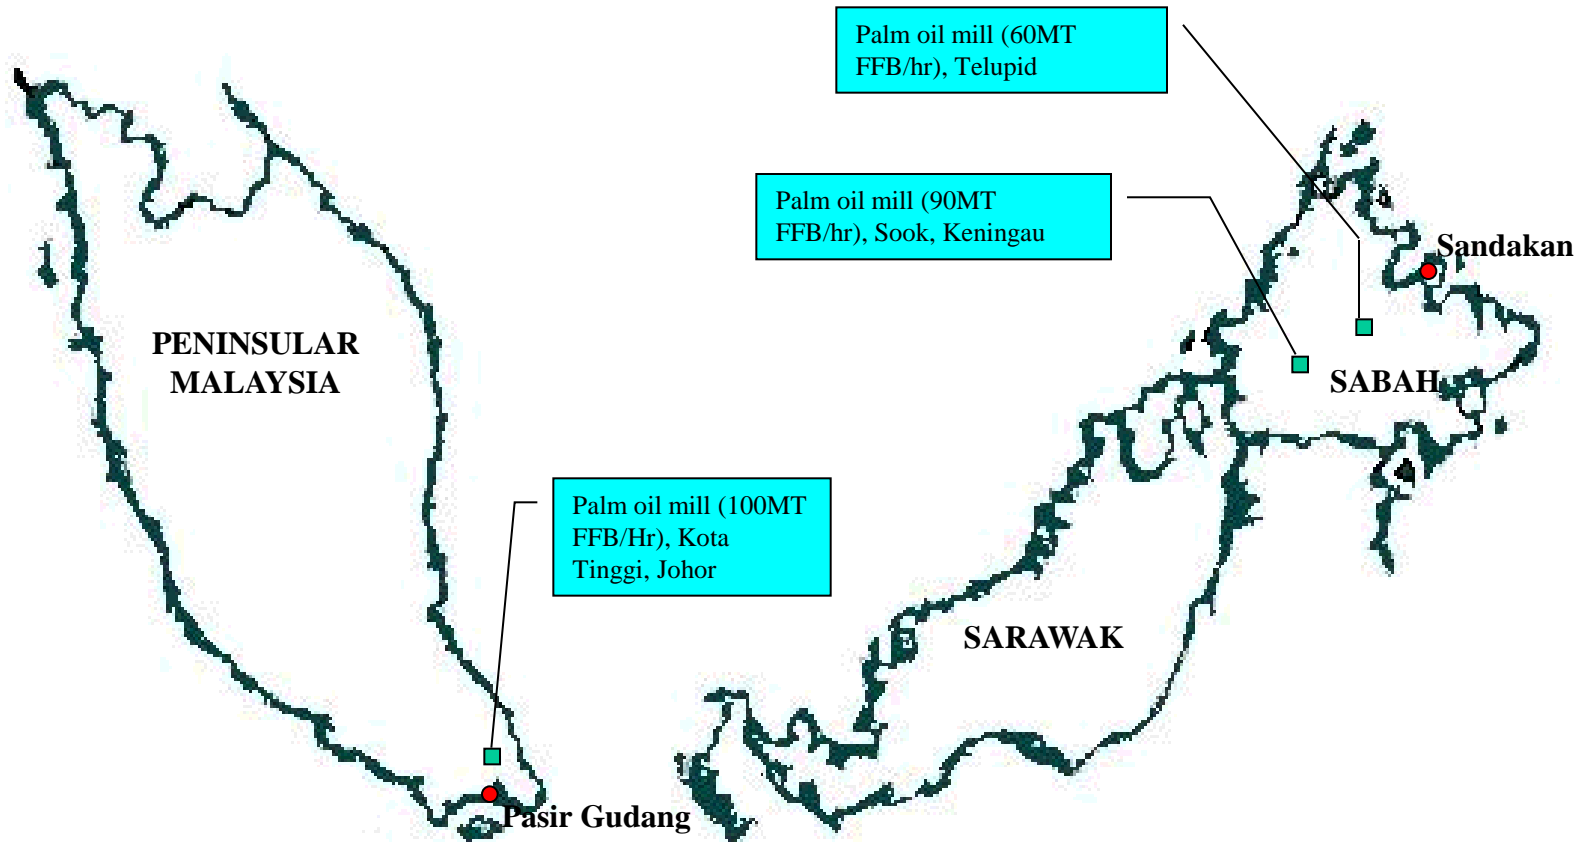 Palm oil mill (60MT
FFB/hr), Telupid
Palm oil mill (90MT
FFB/hr), Sook, Keningau
Sandakan
PENINSULAR
MALAYSIA
SABAH
Palm oil mill (100MT
FFB/Hr), Kota
Tinggi, Johor
SARAWAK
Pasir Gudang